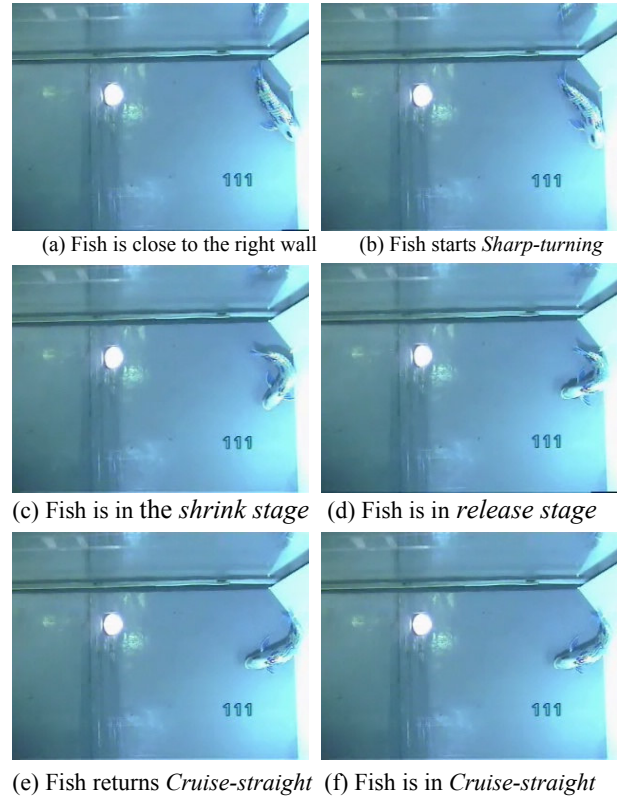 111
111
(a) Fish is close to the right wall
(b) Fish starts Sharp-turning
111
111
(c) Fish is in the shrink stage
(d) Fish is in release stage
111
111
(e) Fish returns Cruise-straight
(f) Fish is in Cruise-straight